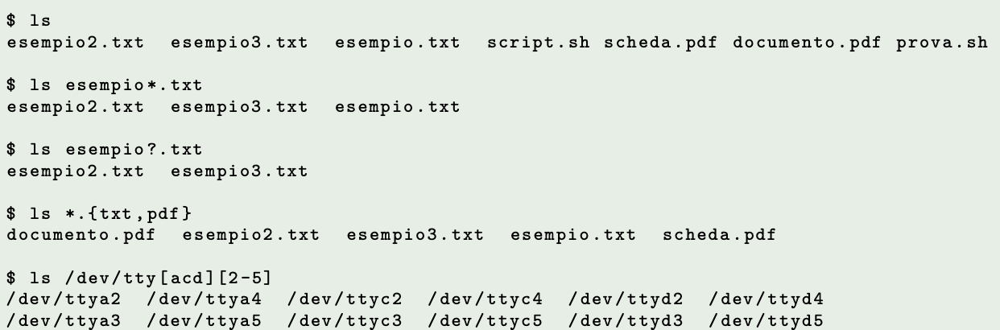 $ ls
esempio2.txt  esempio3.txt  esempio.txt  script.sh scheda.pdf documento.pdf prova.sh
$ ls esempio*.txt
esempio2.txt  esempio3.txt  esempio.txt
$ ls esempio?.txt
esempio2.txt  esempio3.txt
$ ls *.{txt,pdf}
documento.pdf  esempio2.txt  esempio3.txt  esempio.txt  scheda.pdf
$ ls /dev/tty[acd][2-5]
/dev/ttya2  /dev/ttya4  /dev/ttyc2  /dev/ttyc4  /dev/ttyd2  /dev/ttyd4
/dev/ttya3  /dev/ttya5  /dev/ttyc3  /dev/ttyc5  /dev/ttyd3  /dev/ttyd5